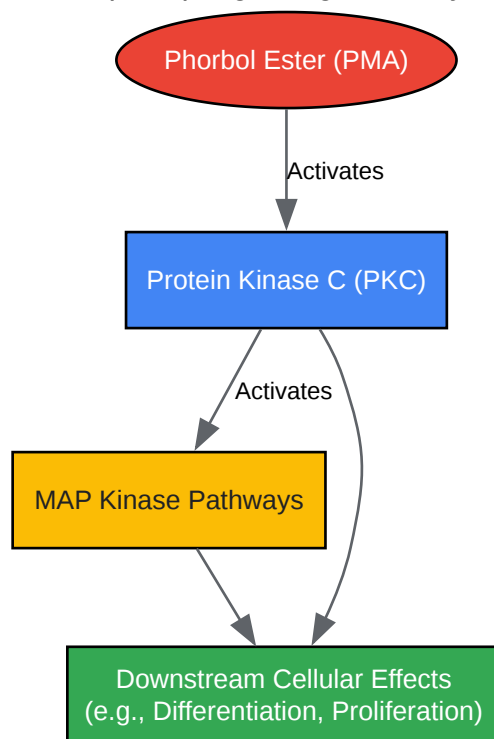 Phorbol Ester (PMA)
Activates
Protein Kinase C (PKC)
Activates
MAP Kinase Pathways
Downstream Cellular Effects
(e.g., Differentiation, Proliferation)